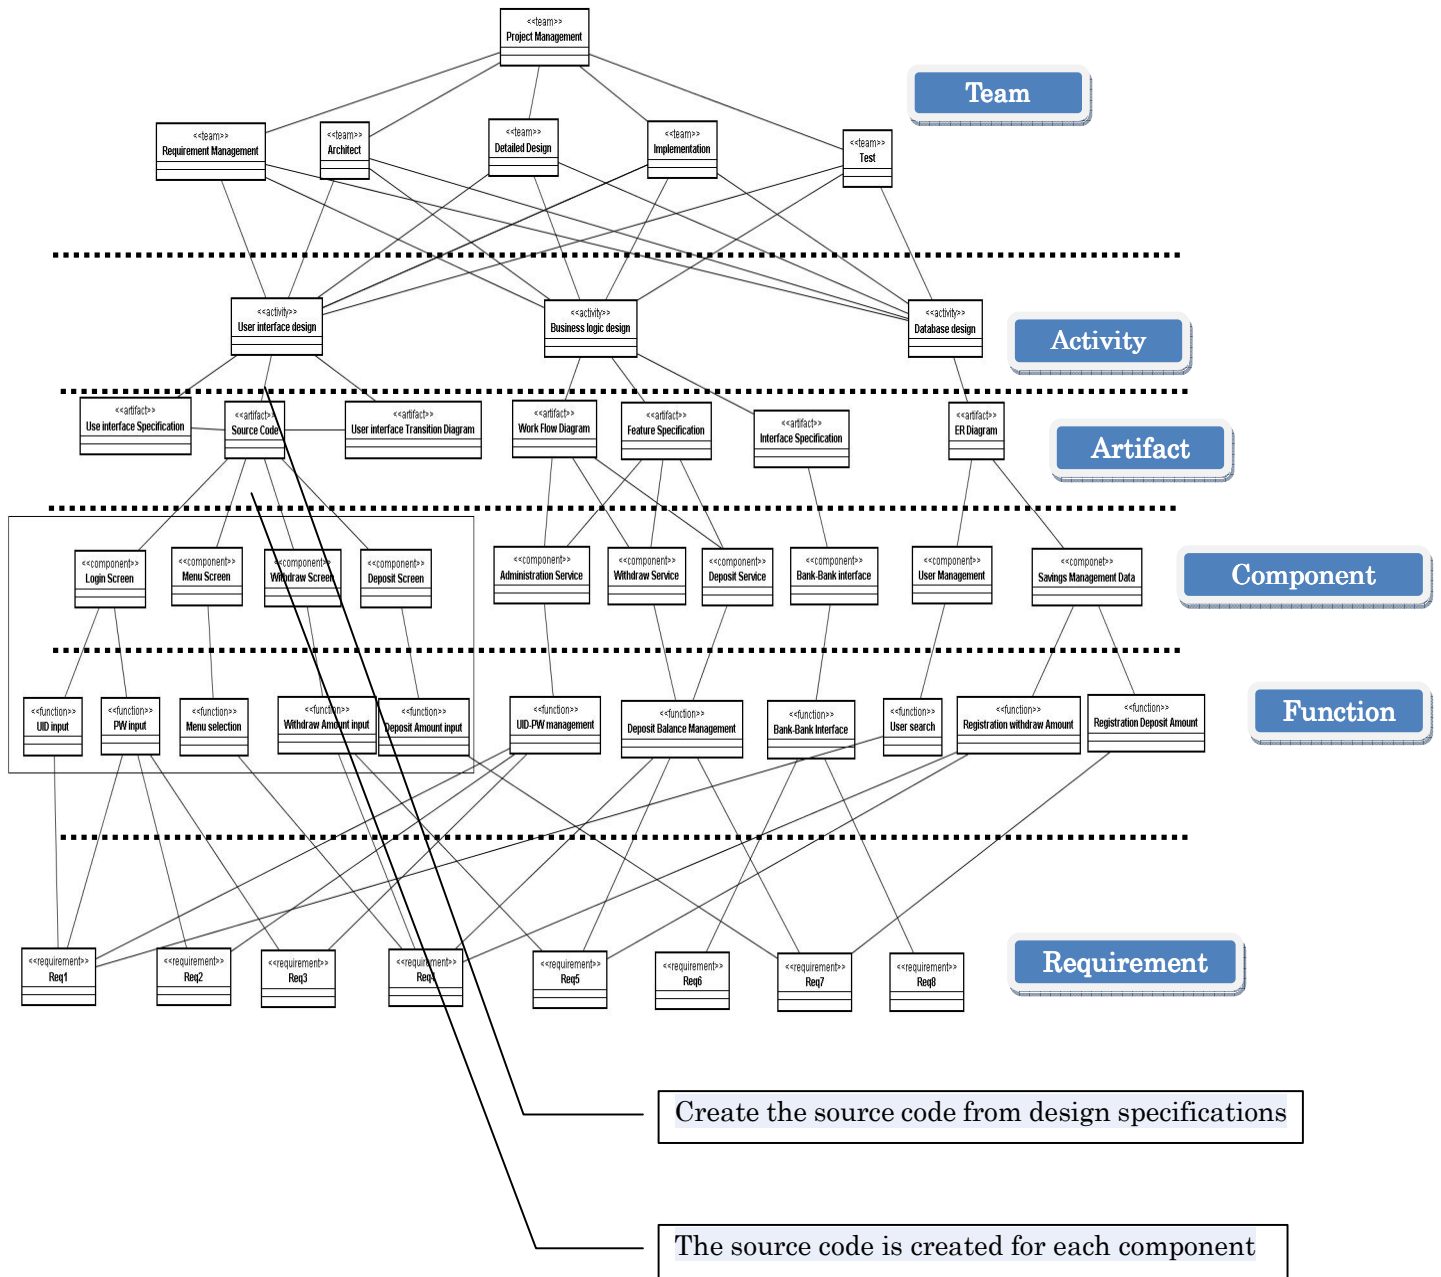 <<team>>
Project Management
Team
<<team>>
Requirement Management
<<team>>
Architect
<<team>>
Detailed Design
<<team>>
Implementation
<<team>>
Test
<<activity>>
User interface design
<<activity>>
Business logic design
<<activity>>
Database design
Activity
<<artifact>>
Use interface Specification
<<artifact>>
Source Code
<<artifact>>
User interface Transition Diagram
<<artifact>>
Work Flow Diagram
<<artifact>>
Feature Specification
<<artifact>>
Interface Specification
<<artifact>>
ER Diagram
Artifact
<<component>>
Login Screen
<<component>>
Menu Screen
<<component>>
Withdraw Screen
<<component>>
Deposit Screen
<<component>>
Administration Service
<<component>>
Withdraw Service
<<component>>
Deposit Service
<<component>>
Bank-Bank interface
<<component>>
User Management
<<componet>>
Savings Management Data
Component
<<function>>
UID input
<<function>>
PW input
<<function>>
Menu selection
<<function>>
Withdraw Amount input
<<function>>
Deposit Amount input
<<function>>
UID-PW management
<<function>>
Deposit Balance Management
<<function>>
Bank-Bank Interface
<<function>>
User search
<<function>>
Registration withdraw Amount
<<function>>
Registration Deposit Amount
Function
<<requirement>>
Req1
<<requirement>>
Req2
<<requirement>>
Req3
<<requirement>>
Req4
<<requirement>>
Req5
<<requirement>>
Req6
<<requirement>>
Req7
<<requirement>>
Req8
Requirement
Create the source code from design specifications
The source code is created for each component